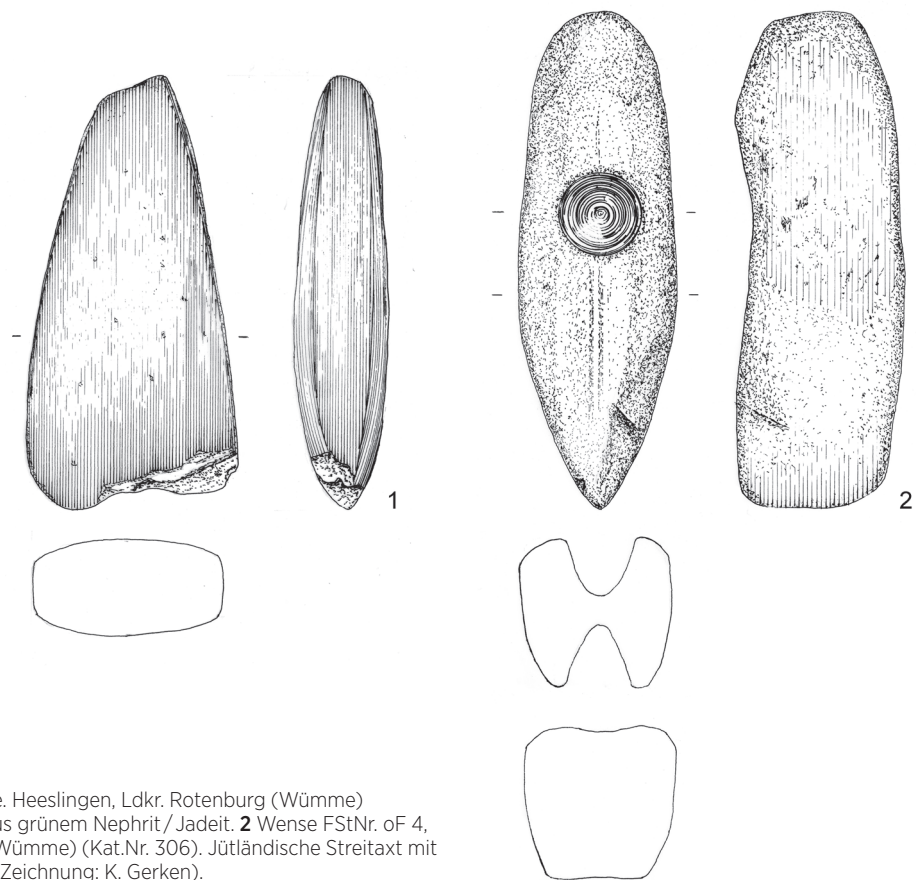 1
2
e. Heeslingen, Ldkr. Rotenburg (Wümme)
us grünem Nephrit / Jadeit. 2 Wense FStNr. oF 4,
Wümme) (Kat.Nr. 306). Jütländische Streitaxt mit
Zeichnung: K. Gerken).